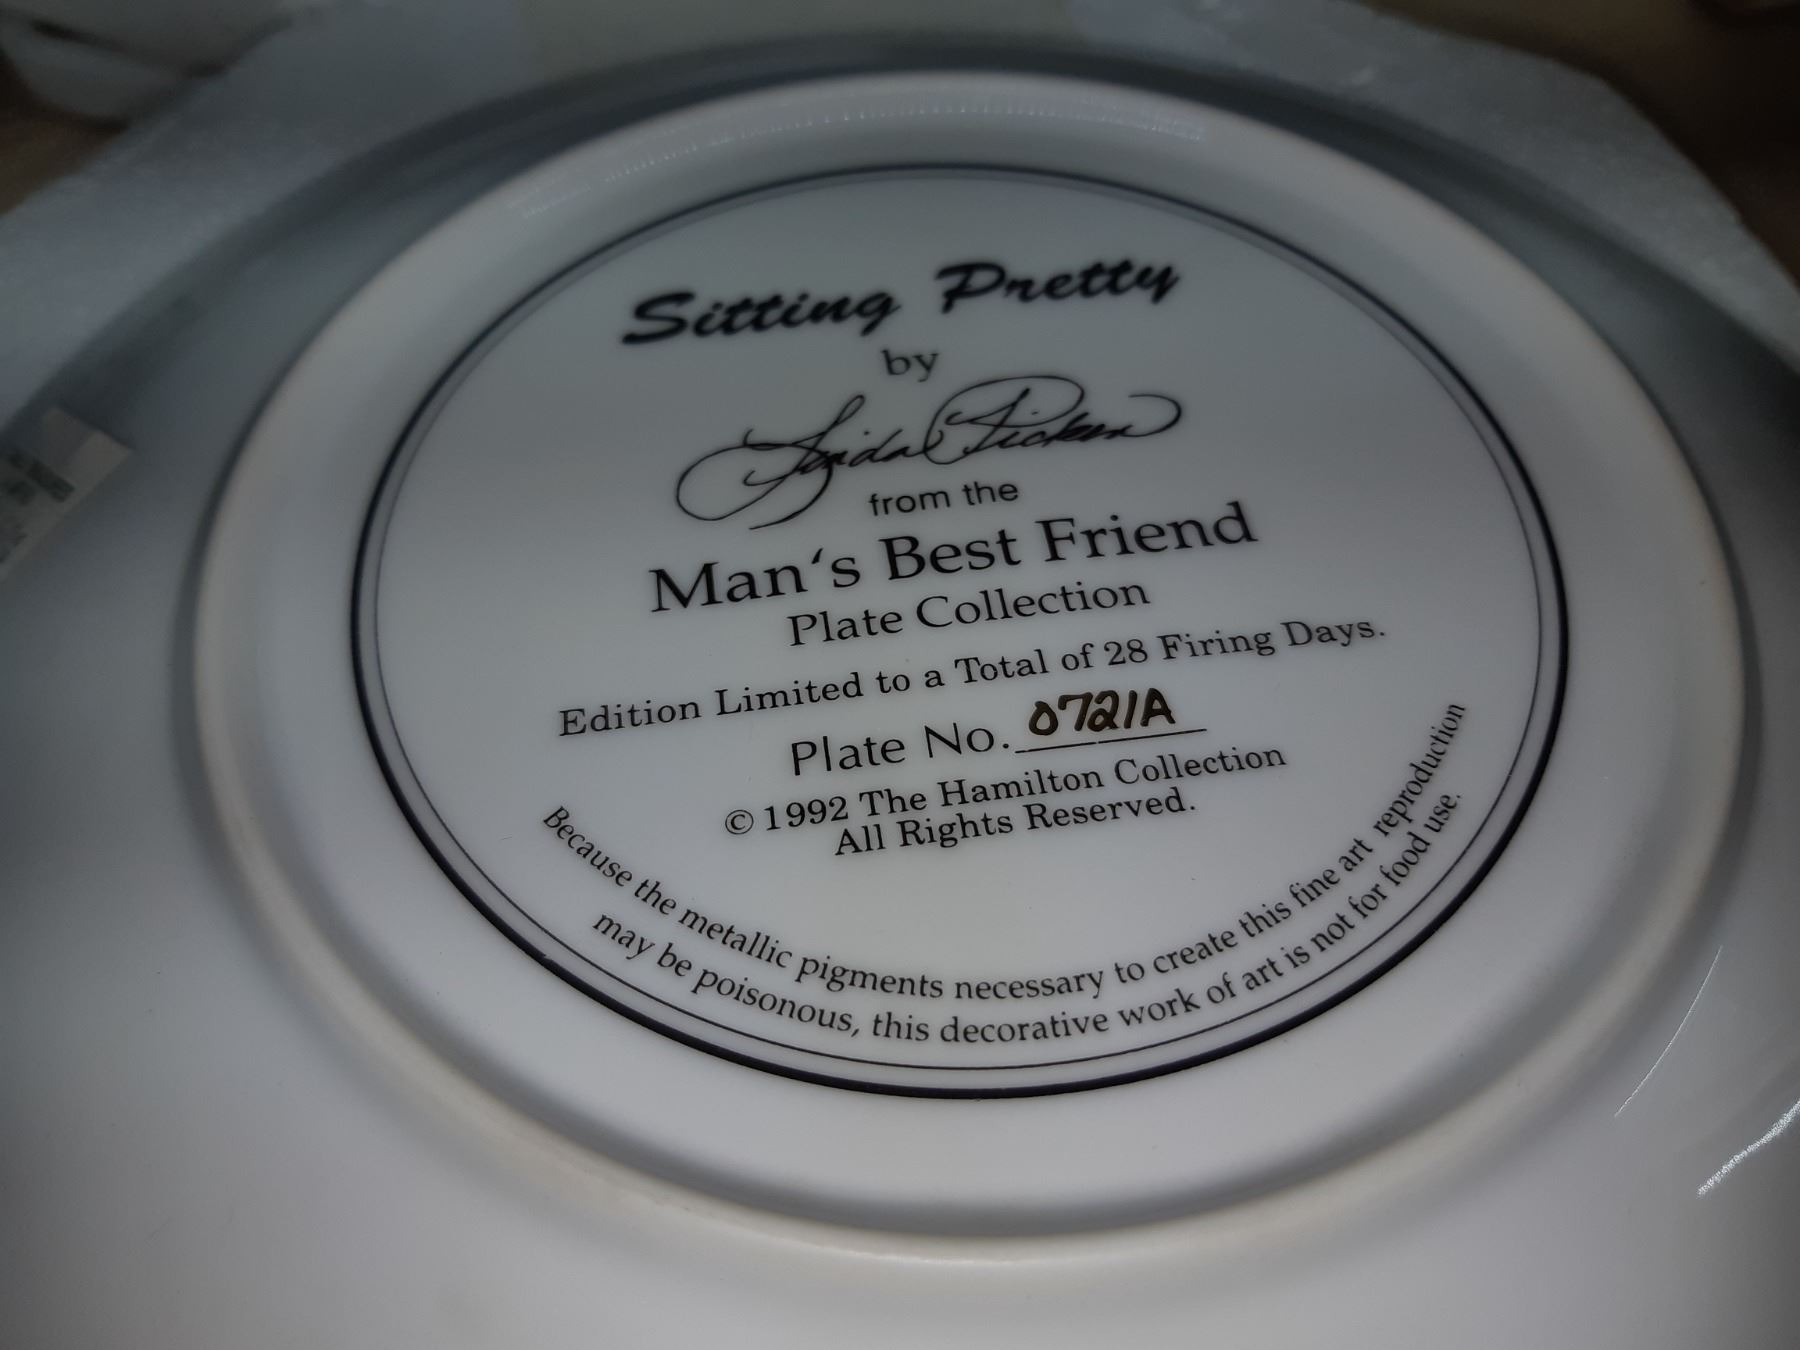 Sitting Pretty
by
Linda Picken
from the
Man's Best Friend
Plate Collection
Edition Limited to a Total of 28 Firing Days.
Plate No. 0721A
© 1992 The Hamilton Collection
All Rights Reserved.
Because the metallic pigments necessary to create this fine art reproduction
may be poisonous, this decorative work of art is not for food use.